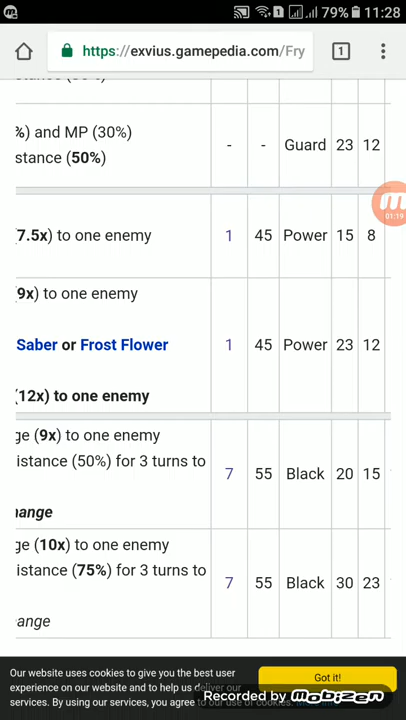 79% 11:28
https://exvius.gamepedia.com/Fry
1
%) and MP (30%)
stance (50%)
- - Guard 23 12
01:19
(7.5x) to one enemy 1 45 Power 15 8
(9x) to one enemy
Saber or Frost Flower 1 45 Power 23 12
(12x) to one enemy
ge (9x) to one enemy
istance (50%) for 3 turns to
7 55 Black 20 15
ange
ge (10x) to one enemy
istance (75%) for 3 turns to
7 55 Black 30 23
ange
Our website uses cookies to give you the best user
experience on our website and to help us deliver our
services. By using our services, you agree to our use of cookies.
Got it!
Recorded by Mobizen